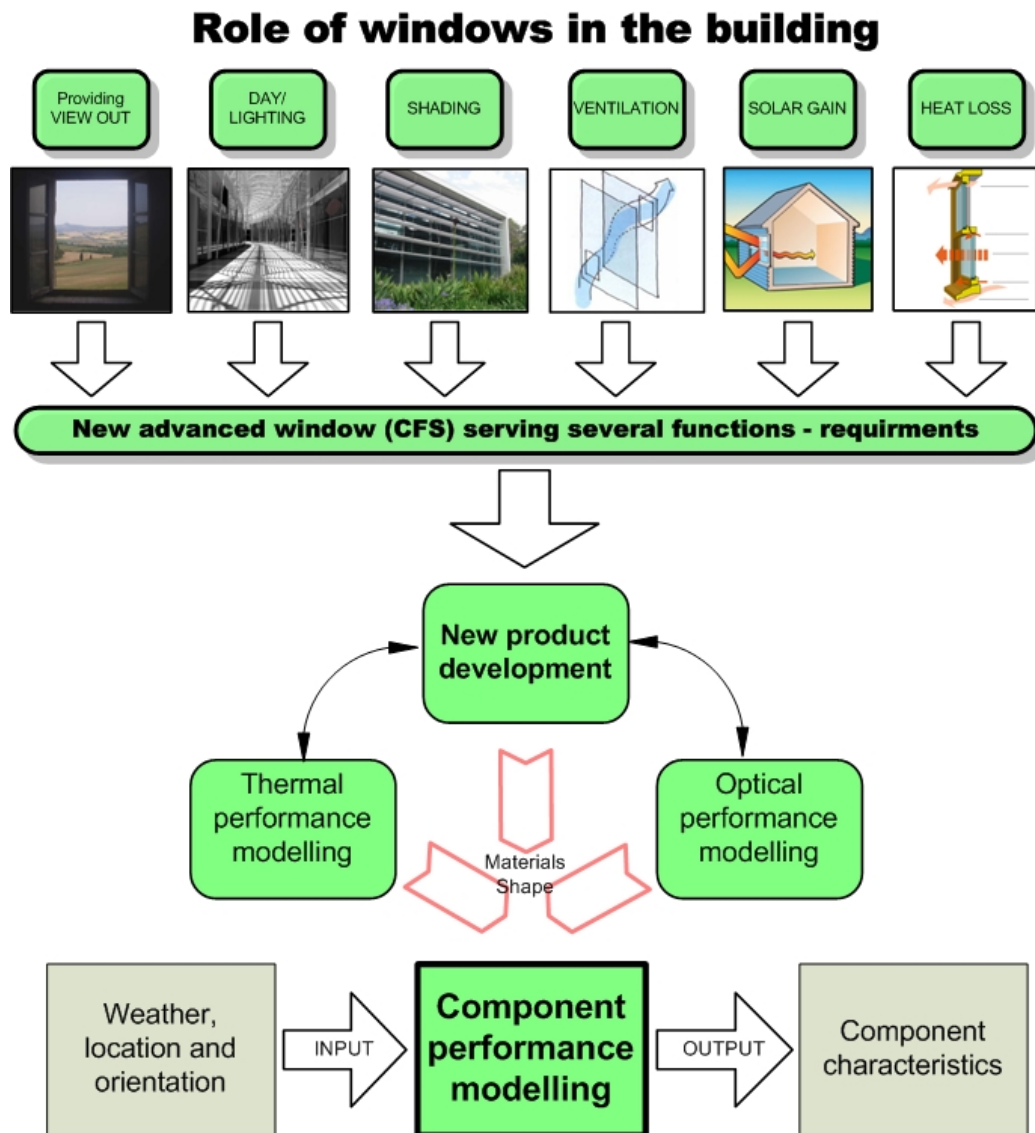 Role of windows in the building
Providing
VIEW OUT
DAY/
LIGHTING
SHADING
VENTILATION
SOLAR GAIN
HEAT LOSS
New advanced window (CFS) serving several functions - requirments
New product
development
Thermal
performance
modelling
Optical
performance
modelling
Materials
Shape
Weather,
location and
orientation
INPUT
Component
performance
modelling
OUTPUT
Component
characteristics